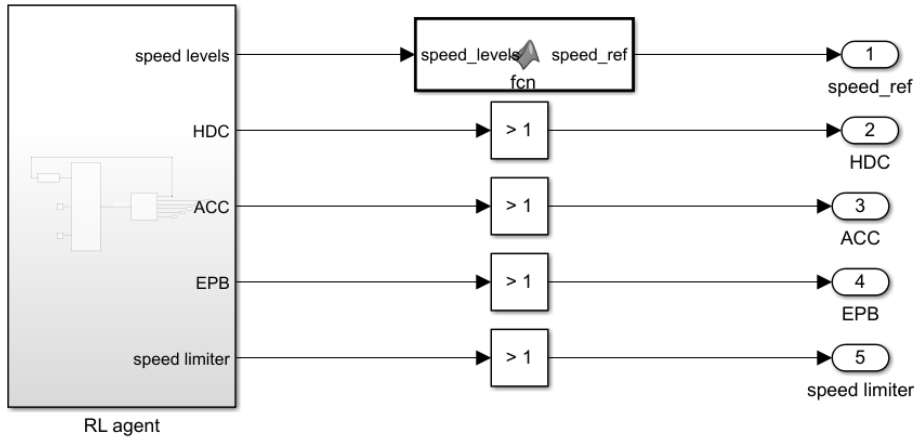 speed levels
speed_levels
speed_ref
fcn
1
speed_ref
HDC
> 1
2
HDC
ACC
> 1
3
ACC
EPB
> 1
4
EPB
speed limiter
> 1
5
speed limiter
RL agent